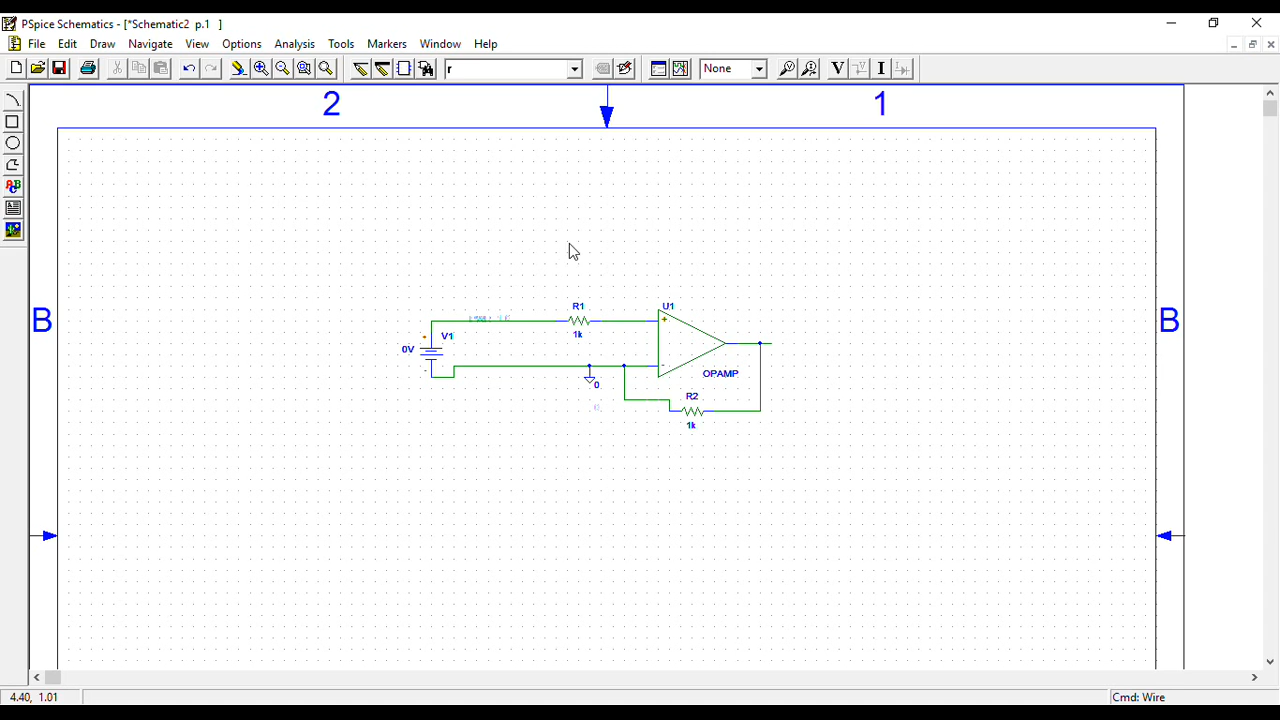 PSpice Schematics - [*Schematic2 p.1 ]
File Edit Draw Navigate View Options Analysis Tools Markers Window Help
r
None
V
I
2
1
B
B
R1
1k
U1
+
-
OPAMP
+
V1
0V
-
0
R2
1k
4.40, 1.01
Cmd: Wire